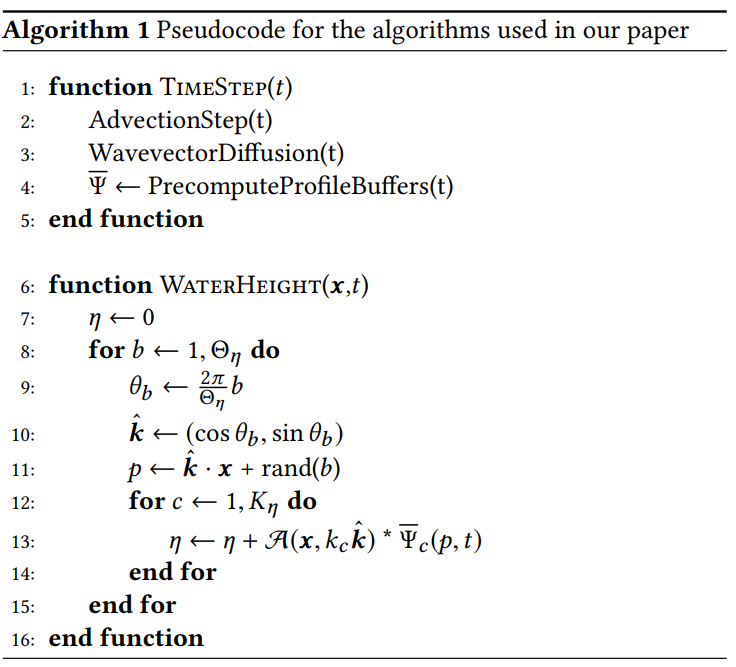 Algorithm 1 Pseudocode for the algorithms used in our paper
1: function TIMESTEP(t)
2: AdvectionStep(t)
3: WavevectorDiffusion(t)
4: Ψ̅ ← PrecomputeProfileBuffers(t)
5: end function
6: function WATERHEIGHT(𝒙,t)
7: η ← 0
8: for b ← 1, Θ_η do
9: θ_b ← 2π/Θ_η b
10: 𝒌̂ ← (cos θ_b, sin θ_b)
11: p ← 𝒌̂ · 𝒙 + rand(b)
12: for c ← 1, K_η do
13: η ← η + 𝒜(𝒙, k_c 𝒌̂) * Ψ̅_c(p, t)
14: end for
15: end for
16: end function